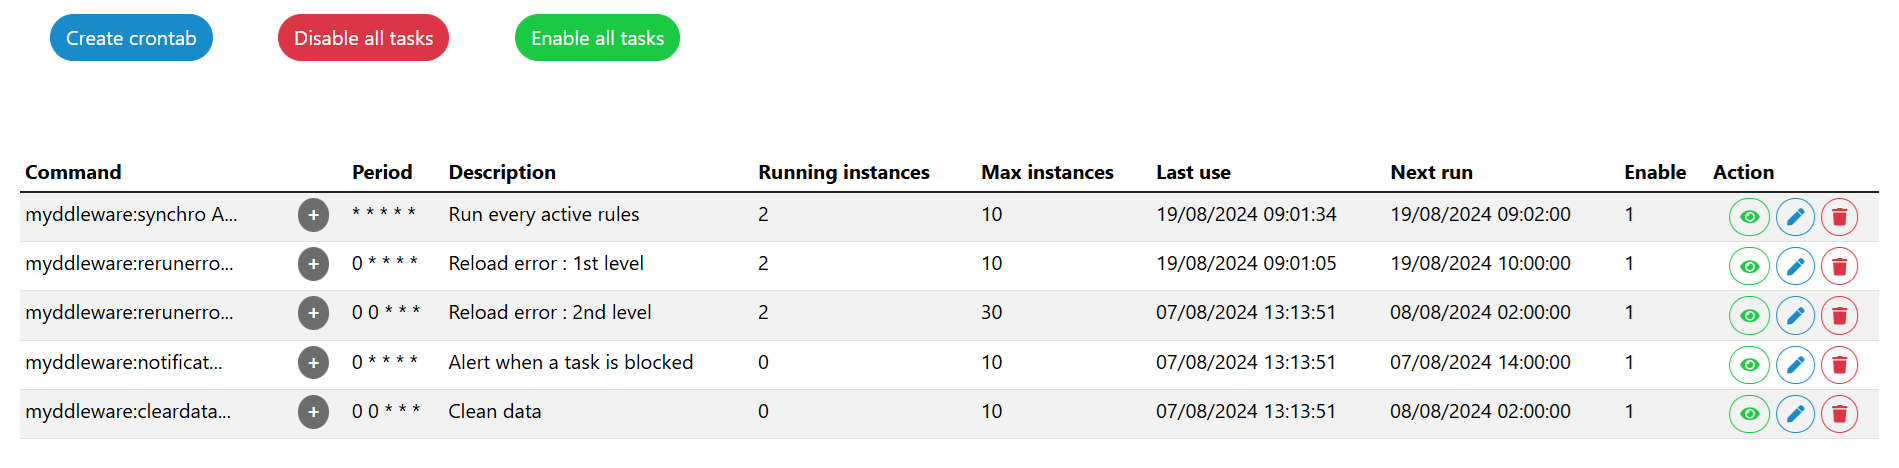 Create crontab Disable all tasks Enable all tasks
Command Period Description Running instances Max instances Last use Next run Enable Action
myddleware:synchro A... + * * * * * Run every active rules 2 10 19/08/2024 09:01:34 19/08/2024 09:02:00 1
myddleware:rerunerro... + 0 * * * * Reload error : 1st level 2 10 19/08/2024 09:01:05 19/08/2024 10:00:00 1
myddleware:rerunerro... + 0 0 * * * Reload error : 2nd level 2 30 07/08/2024 13:13:51 08/08/2024 02:00:00 1
myddleware:notificat... + 0 * * * * Alert when a task is blocked 0 10 07/08/2024 13:13:51 07/08/2024 14:00:00 1
myddleware:cleardata... + 0 0 * * * Clean data 0 10 07/08/2024 13:13:51 08/08/2024 02:00:00 1